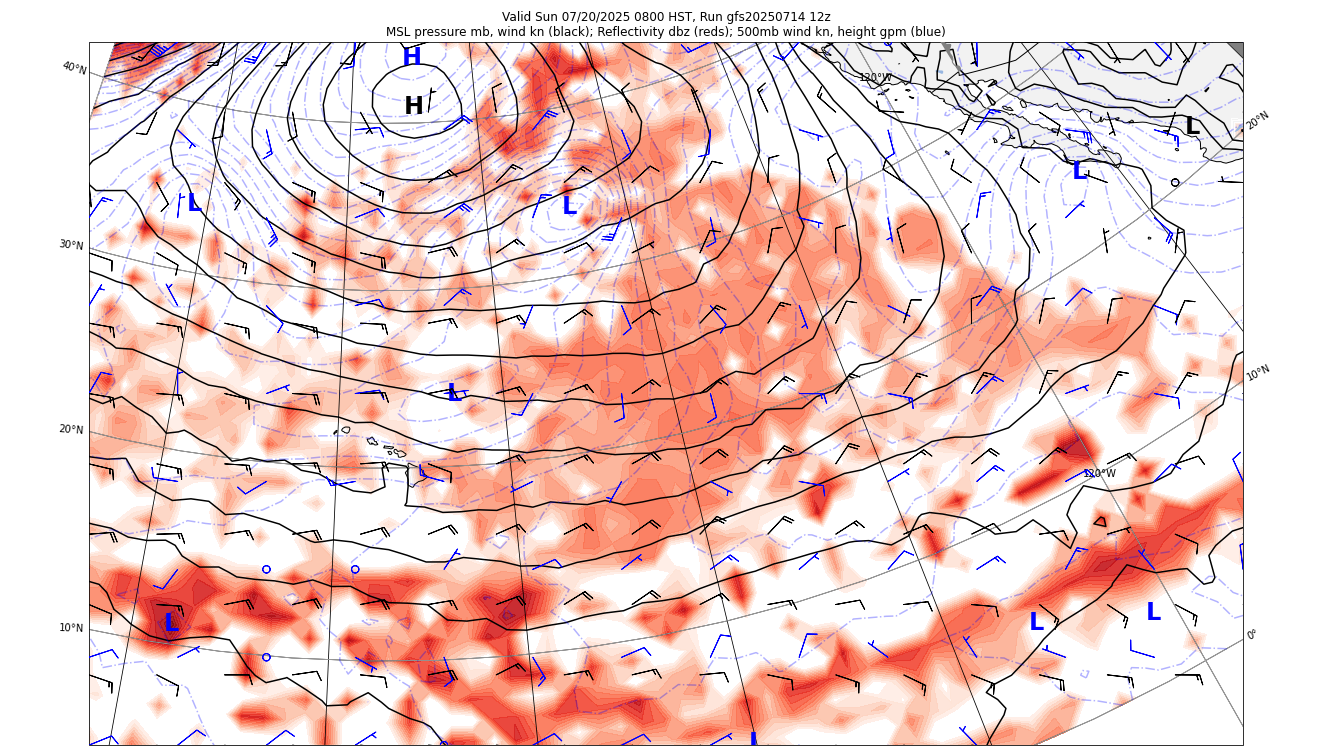 Valid Sun 07/20/2025 0800 HST, Run gfs20250714 12z
MSL pressure mb, wind kn (black); Reflectivity dbz (reds); 500mb wind kn, height gpm (blue)
H
40°N
120°W
H
20°N
L
L
L
L
30°N
10°N
L
20°N
120°W
L
L
L
10°N
0°
L